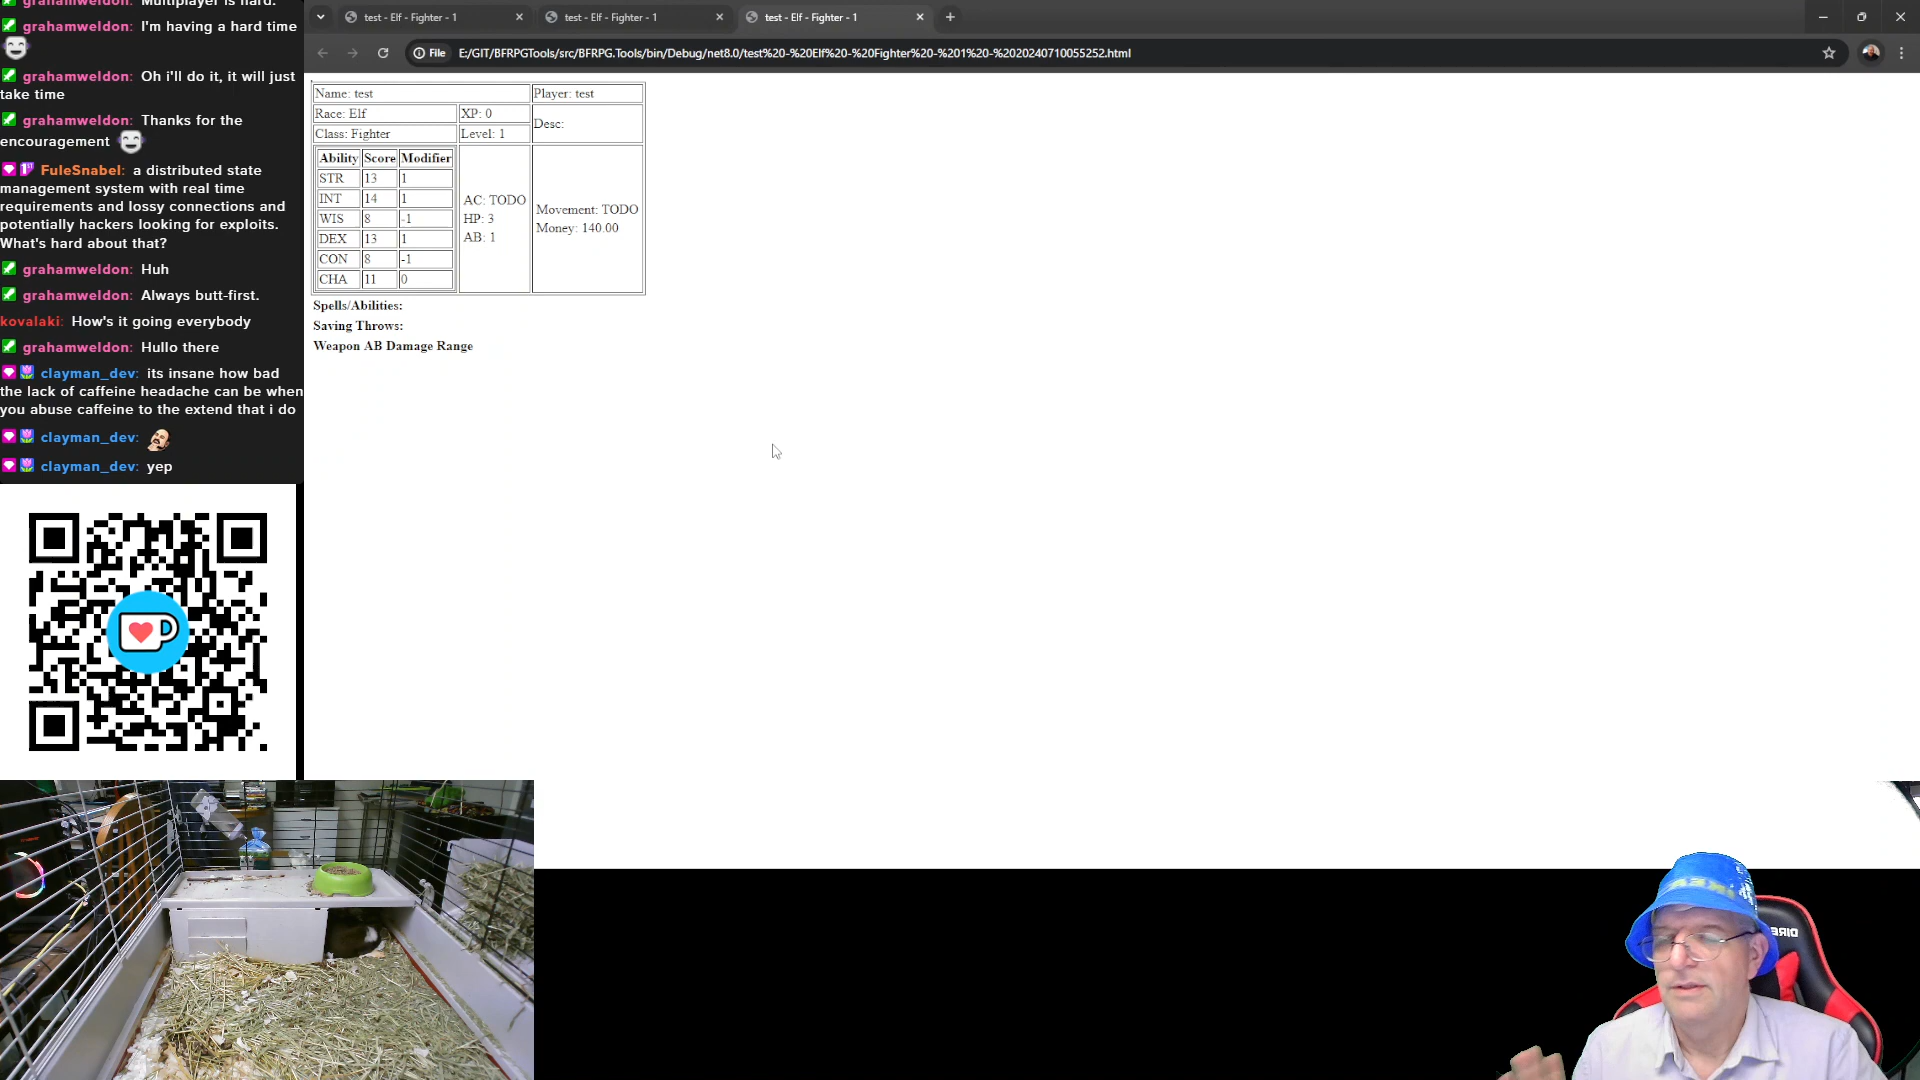 grahamweldon: Multiplayer is hard.
grahamweldon: I'm having a hard time
grahamweldon: Oh i'll do it, it will just
take time
grahamweldon: Thanks for the
encouragement
FuleSnabel: a distributed state
management system with real time
requirements and lossy connections and
potentially hackers looking for exploits.
What's hard about that?
grahamweldon: Huh
grahamweldon: Always butt-first.
kovalaki: How's it going everybody
grahamweldon: Hullo there
clayman_dev: its insane how bad
the lack of caffeine headache can be when
you abuse caffeine to the extend that i do
clayman_dev:
clayman_dev: yep
test - Elf - Fighter - 1
test - Elf - Fighter - 1
test - Elf - Fighter - 1
File E:/GIT/BFRPGTools/src/BFRPG.Tools/bin/Debug/net8.0/test%20-%20Elf%20-%20Fighter%20-%201%20-%2020240710055252.html
Name: test Player: test
Race: Elf XP: 0 Desc:
Class: Fighter Level: 1
Ability Score Modifier
STR 13 1
INT 14 1
WIS 8 -1
DEX 13 1
CON 8 -1
CHA 11 0
AC: TODO
HP: 3
AB: 1
Movement: TODO
Money: 140.00
Spells/Abilities:
Saving Throws:
Weapon AB Damage Range